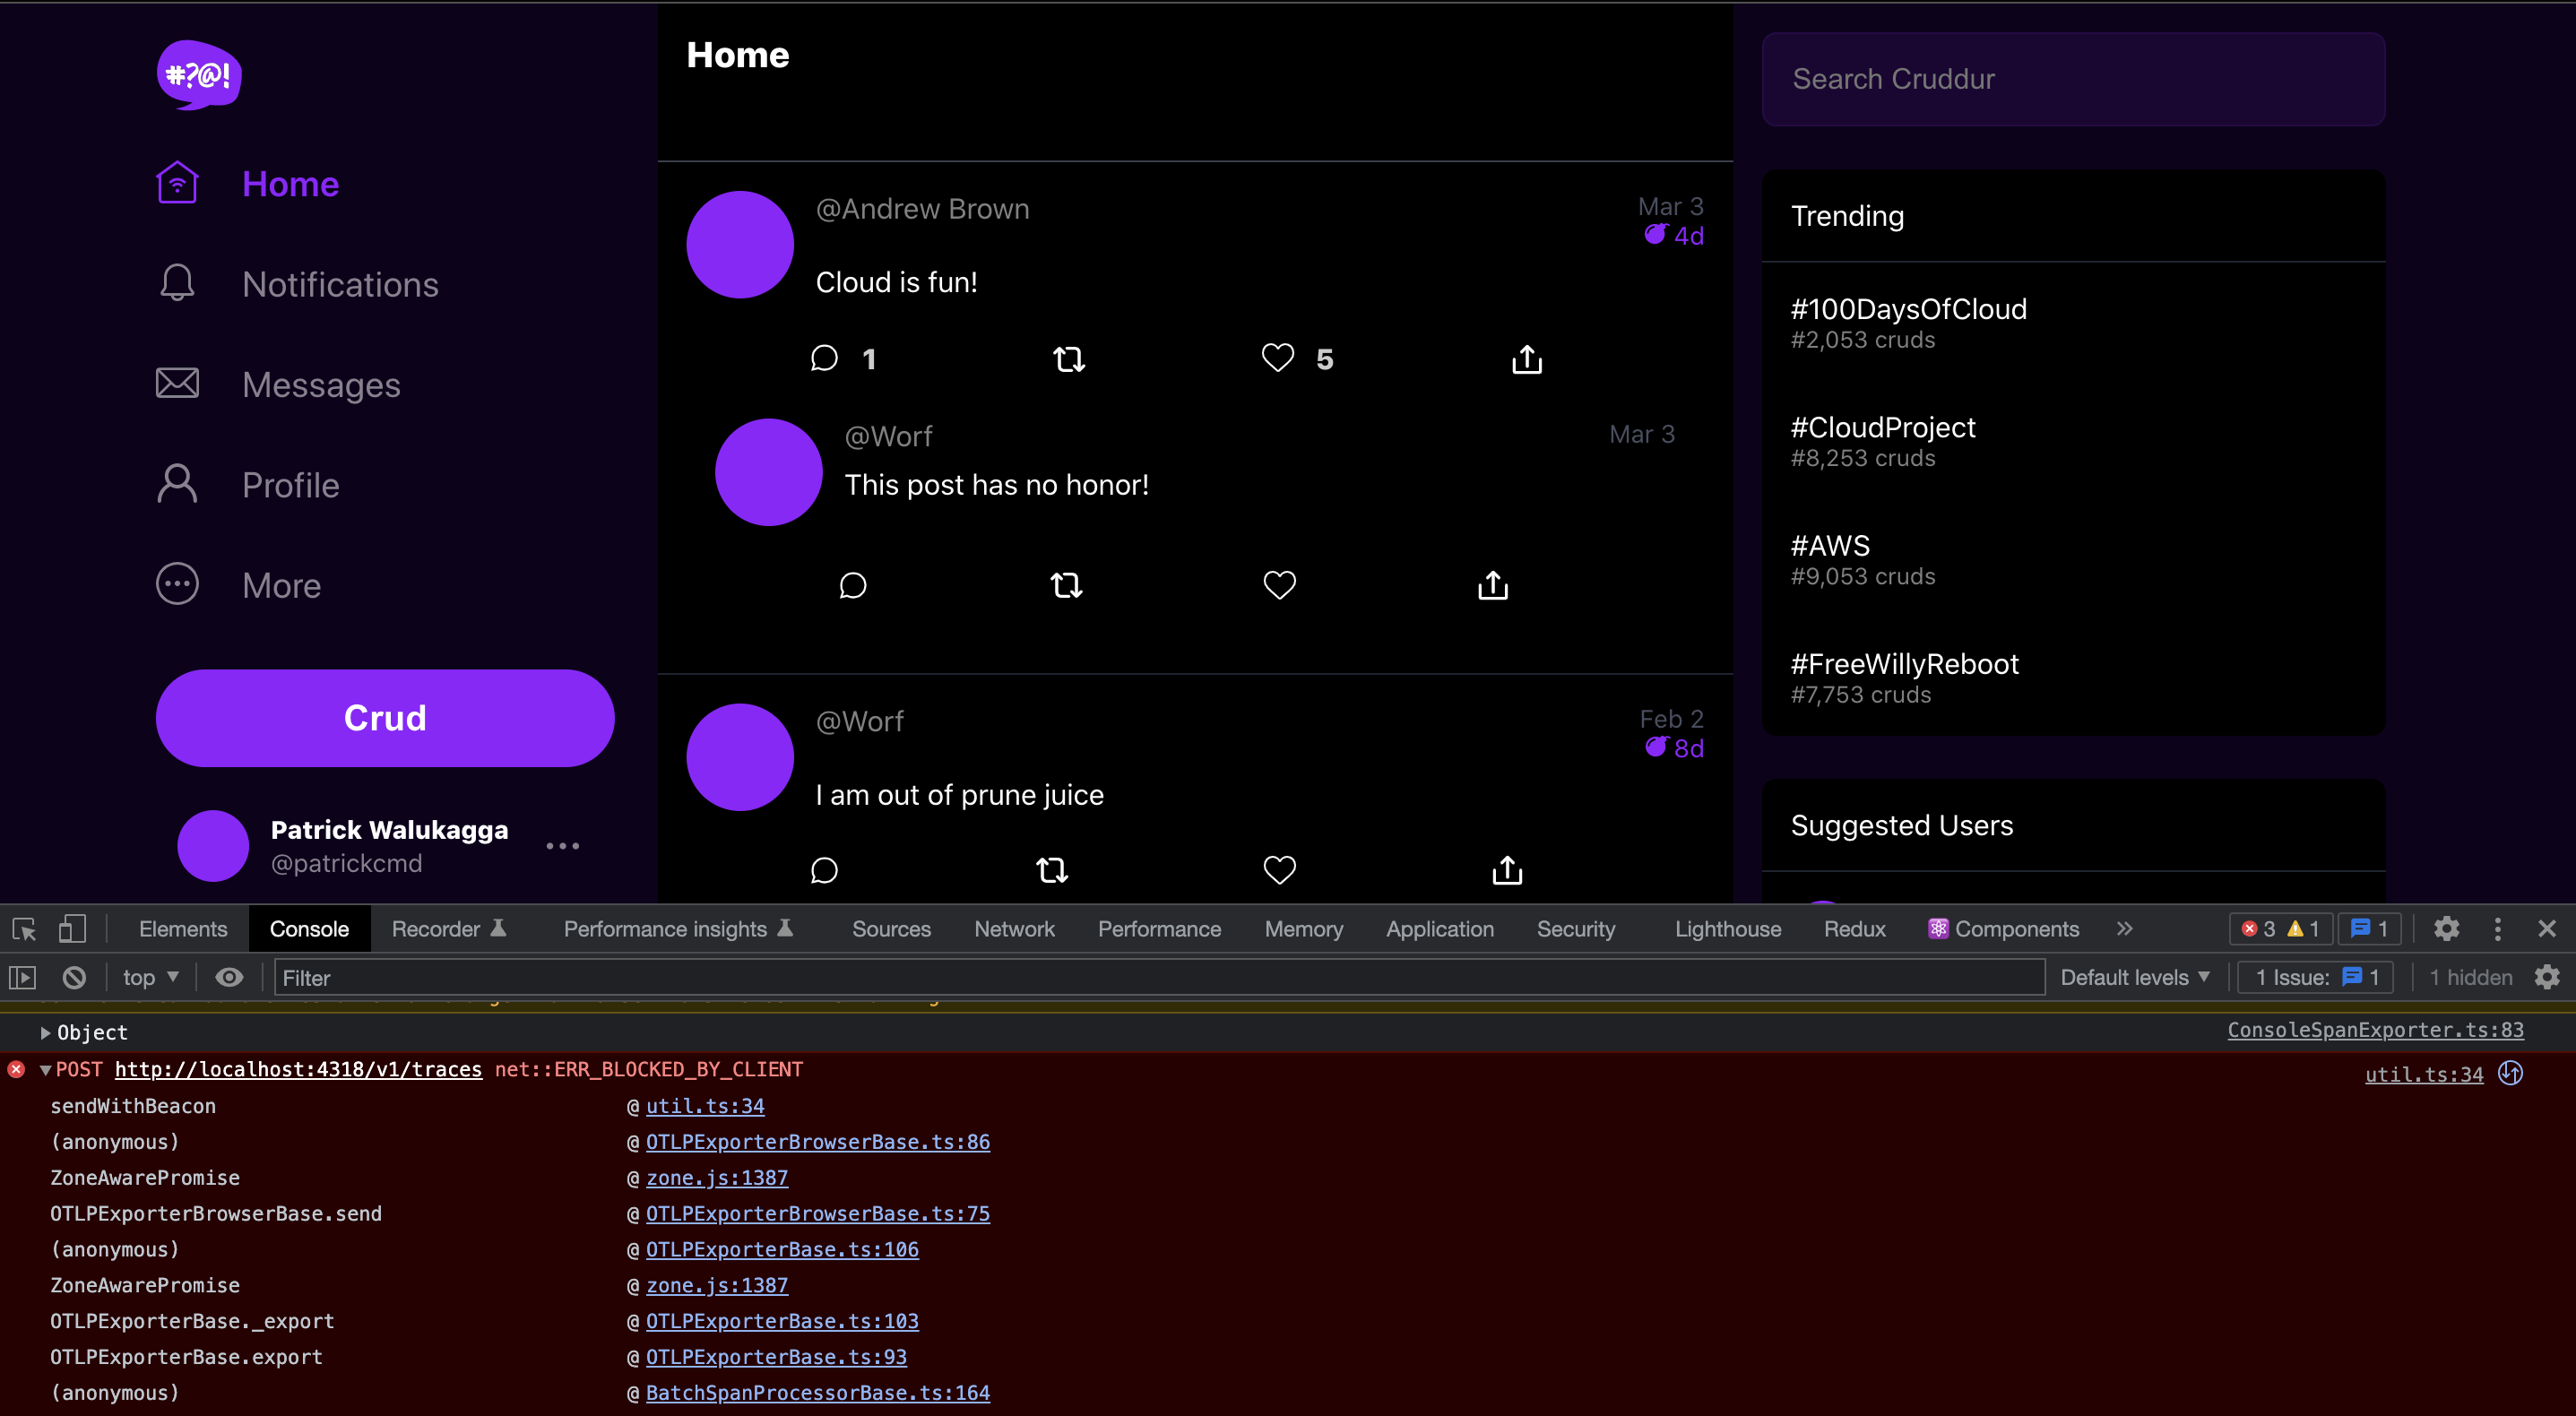 #?@!
Home
Notifications
Messages
Profile
More
Crud
Patrick Walukagga
@patrickcmd
Home
@Andrew Brown
Mar 3
4d
Cloud is fun!
1
5
@Worf
Mar 3
This post has no honor!
@Worf
Feb 2
8d
I am out of prune juice
Search Cruddur
Trending
#100DaysOfCloud
#2,053 cruds
#CloudProject
#8,253 cruds
#AWS
#9,053 cruds
#FreeWillyReboot
#7,753 cruds
Suggested Users
Elements Console Recorder Performance insights Sources Network Performance Memory Application Security Lighthouse Redux Components » 3 1 1
top Filter Default levels 1 Issue: 1 1 hidden
Object ConsoleSpanExporter.ts:83
POST http://localhost:4318/v1/traces net::ERR_BLOCKED_BY_CLIENT util.ts:34
sendWithBeacon @ util.ts:34
(anonymous) @ OTLPExporterBrowserBase.ts:86
ZoneAwarePromise @ zone.js:1387
OTLPExporterBrowserBase.send @ OTLPExporterBrowserBase.ts:75
(anonymous) @ OTLPExporterBase.ts:106
ZoneAwarePromise @ zone.js:1387
OTLPExporterBase._export @ OTLPExporterBase.ts:103
OTLPExporterBase.export @ OTLPExporterBase.ts:93
(anonymous) @ BatchSpanProcessorBase.ts:164